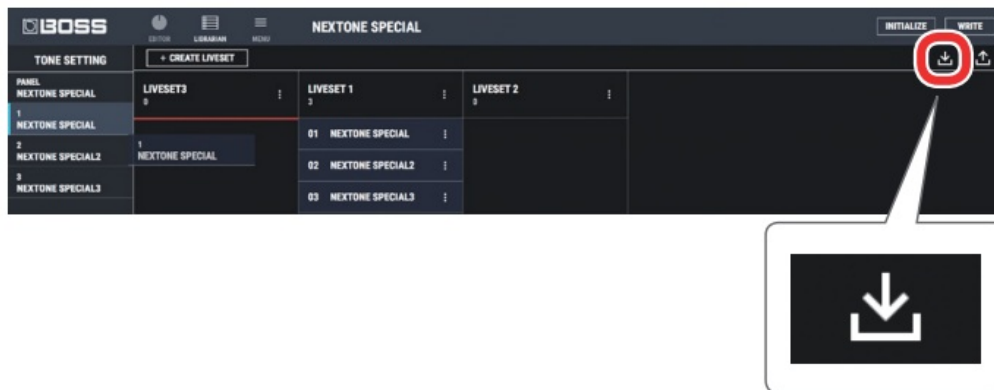 BOSS
EDITOR
LIBRARIAN
MENU
NEXTONE SPECIAL
INITIALIZE
WRITE
TONE SETTING
+ CREATE LIVESET
PANEL
NEXTONE SPECIAL
1
NEXTONE SPECIAL
2
NEXTONE SPECIAL2
3
NEXTONE SPECIAL3
LIVESET3
0
1
NEXTONE SPECIAL
LIVESET 1
3
01 NEXTONE SPECIAL
02 NEXTONE SPECIAL2
03 NEXTONE SPECIAL3
LIVESET 2
0